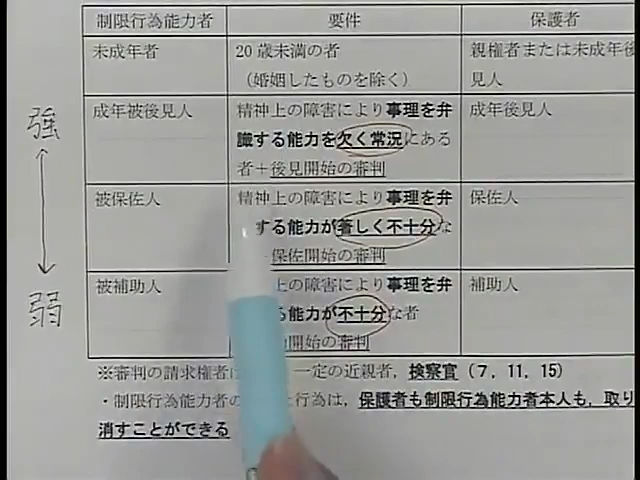 制限行為能力者 要件 保護者
未成年者 20歳未満の者 親権者または未成年後
(婚姻したものを除く) 見人
強
成年被後見人 精神上の障害により事理を弁 成年後見人
識する能力を欠く常況にある
者＋後見開始の審判
被保佐人 精神上の障害により事理を弁 保佐人
する能力が著しく不十分な
保佐開始の審判
被補助人 上の障害により事理を弁 補助人
る能力が不十分な者
弱
開始の審判
※審判の請求権者は 一定の近親者，検察官（7，11，15）
・制限行為能力者の 行為は，保護者も制限行為能力者本人も，取り
消すことができる